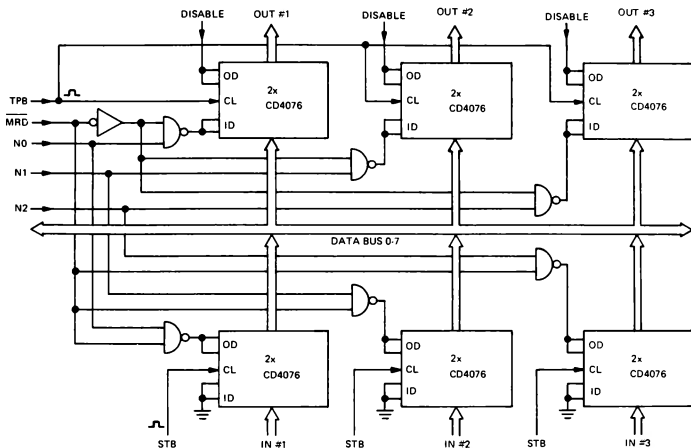 DISABLE OUT #1 DISABLE OUT #2 DISABLE OUT #3
OD OD OD
TPB CL 2x CD4076 CL 2x CD4076 CL 2x CD4076
MRD ID ID ID
N0
N1
N2
DATA BUS 0-7
OD OD OD
CL 2x CD4076 CL 2x CD4076 CL 2x CD4076
ID ID ID
STB IN #1 STB IN #2 STB IN #3